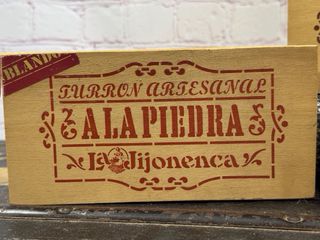 BLANDO
TURRON ARTESANAL
A LA PIEDRA
La Jijonenca